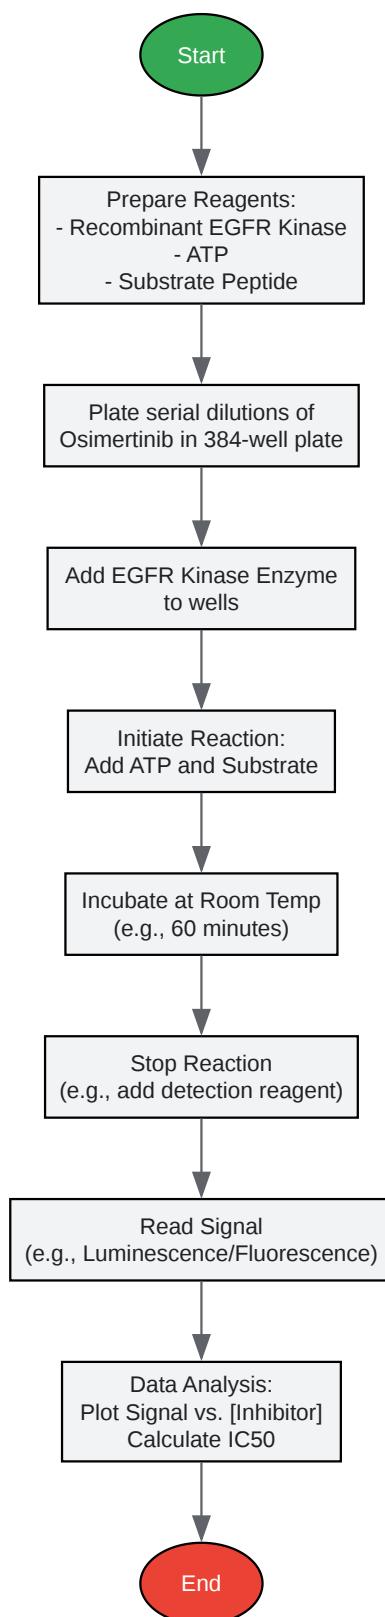 Start
Prepare Reagents:
- Recombinant EGFR Kinase
- ATP
- Substrate Peptide
Plate serial dilutions of
Osimertinib in 384-well plate
Add EGFR Kinase Enzyme
to wells
Initiate Reaction:
Add ATP and Substrate
Incubate at Room Temp
(e.g., 60 minutes)
Stop Reaction
(e.g., add detection reagent)
Read Signal
(e.g., Luminescence/Fluorescence)
Data Analysis:
Plot Signal vs. [Inhibitor]
Calculate IC50
End